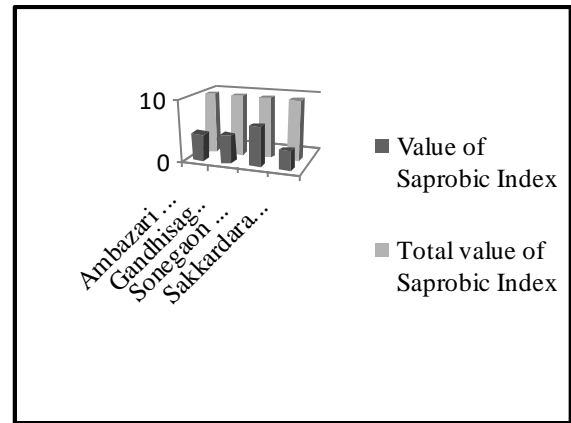 10
0
Ambazari ...
Gandhisag..
Sonegaon ...
Sakkardara...
Value of
Saprobic Index
Total value of
Saprobic Index